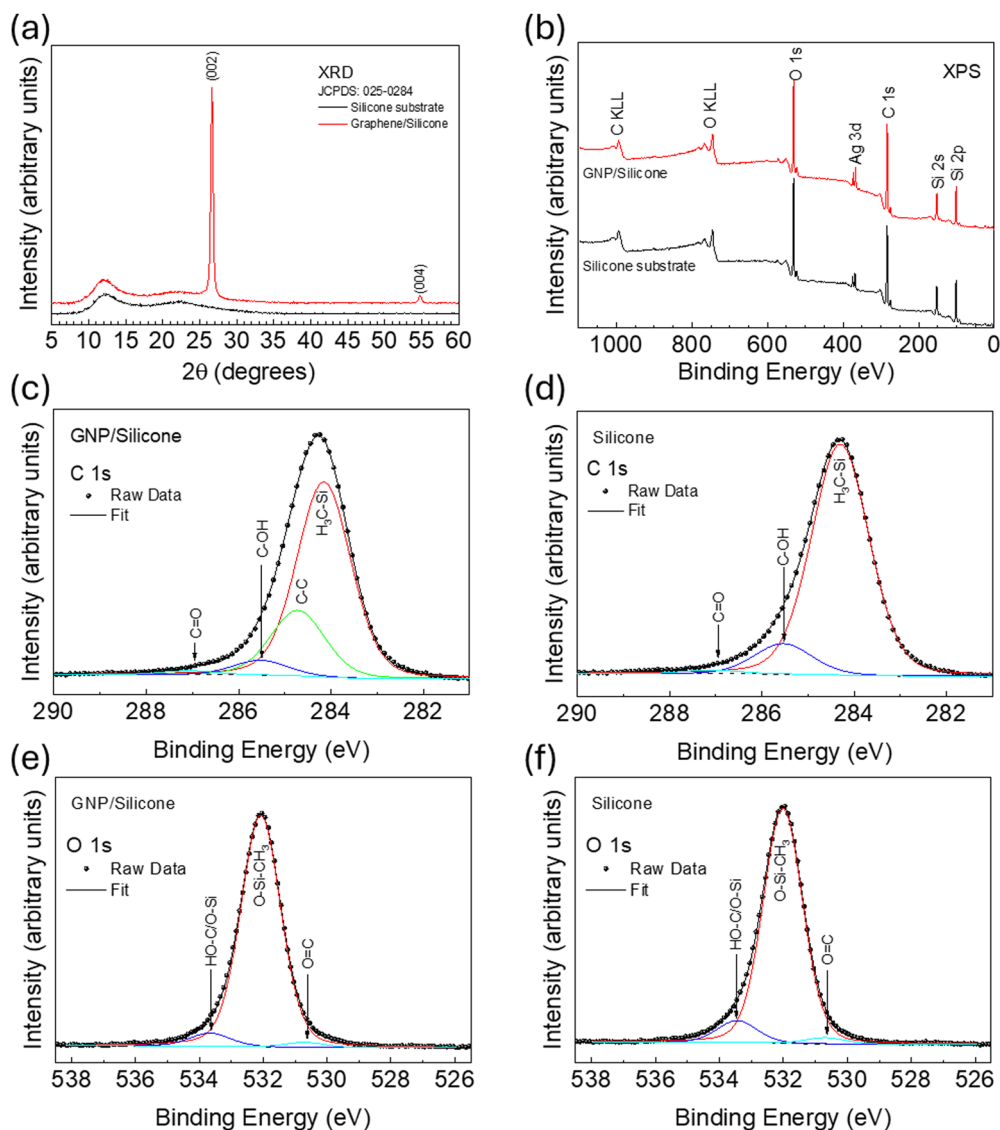 (a)
XRD
JCPDS: 025-0284
Silicone substrate
Graphene/Silicone
(002)
(004)
Intensity (arbitrary units)
5 10 15 20 25 30 35 40 45 50 55 60
2θ (degrees)
(b)
XPS
C KLL
O KLL
O 1s
Ag 3d
C 1s
Si 2s
Si 2p
GNP/Silicone
Silicone substrate
Intensity (arbitrary units)
1000 800 600 400 200 0
Binding Energy (eV)
(c)
GNP/Silicone
C 1s
Raw Data
Fit
C=O
C-OH
C-C
H3C-Si
Intensity (arbitrary units)
290 288 286 284 282
Binding Energy (eV)
(d)
Silicone
C 1s
Raw Data
Fit
C=O
C-OH
H3C-Si
Intensity (arbitrary units)
290 288 286 284 282
Binding Energy (eV)
(e)
GNP/Silicone
O 1s
Raw Data
Fit
HO-C/O-Si
O-Si-CH3
O=C
Intensity (arbitrary units)
538 536 534 532 530 528 526
Binding Energy (eV)
(f)
Silicone
O 1s
Raw Data
Fit
HO-C/O-Si
O-Si-CH3
O=C
Intensity (arbitrary units)
538 536 534 532 530 528 526
Binding Energy (eV)